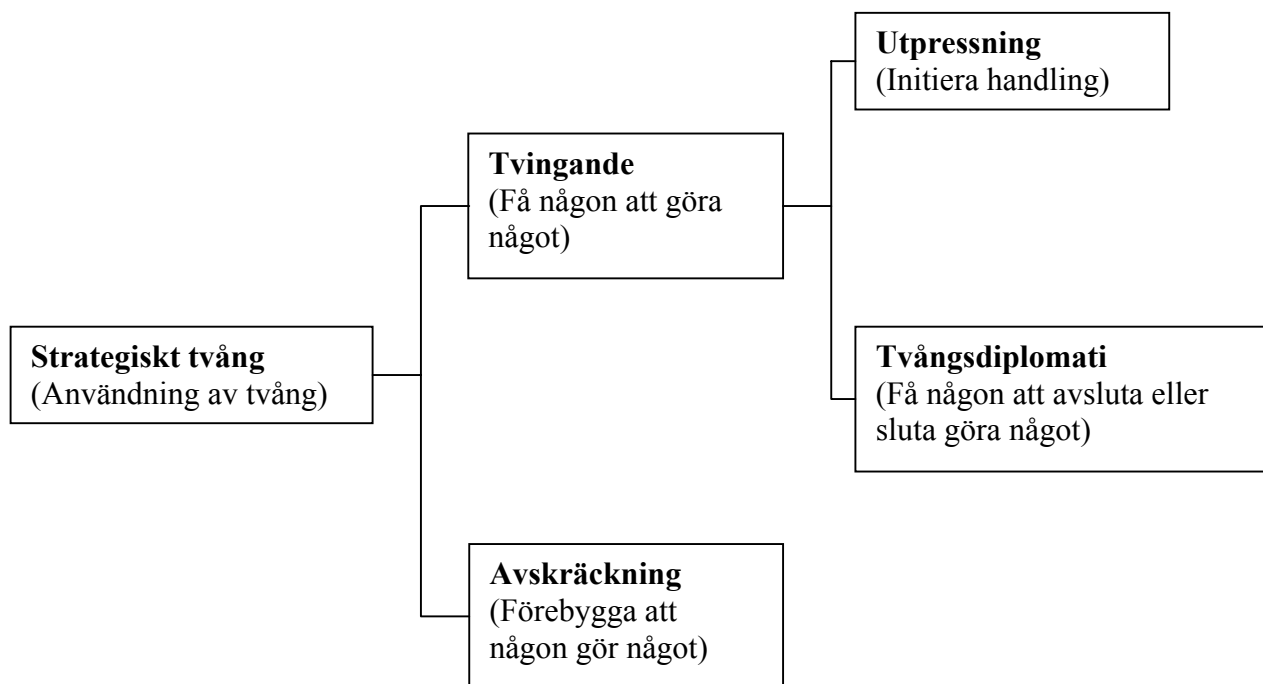 Utpressning
(Initiera handling)
Tvingande
(Få någon att göra
något)
Strategiskt tvång
(Användning av tvång)
Tvångsdiplomati
(Få någon att avsluta eller
sluta göra något)
Avskräckning
(Förebygga att
någon gör något)